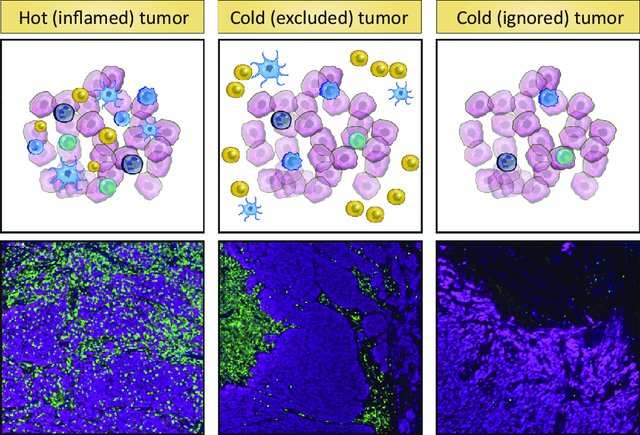 Hot (inflamed) tumor
Cold (excluded) tumor
Cold (ignored) tumor